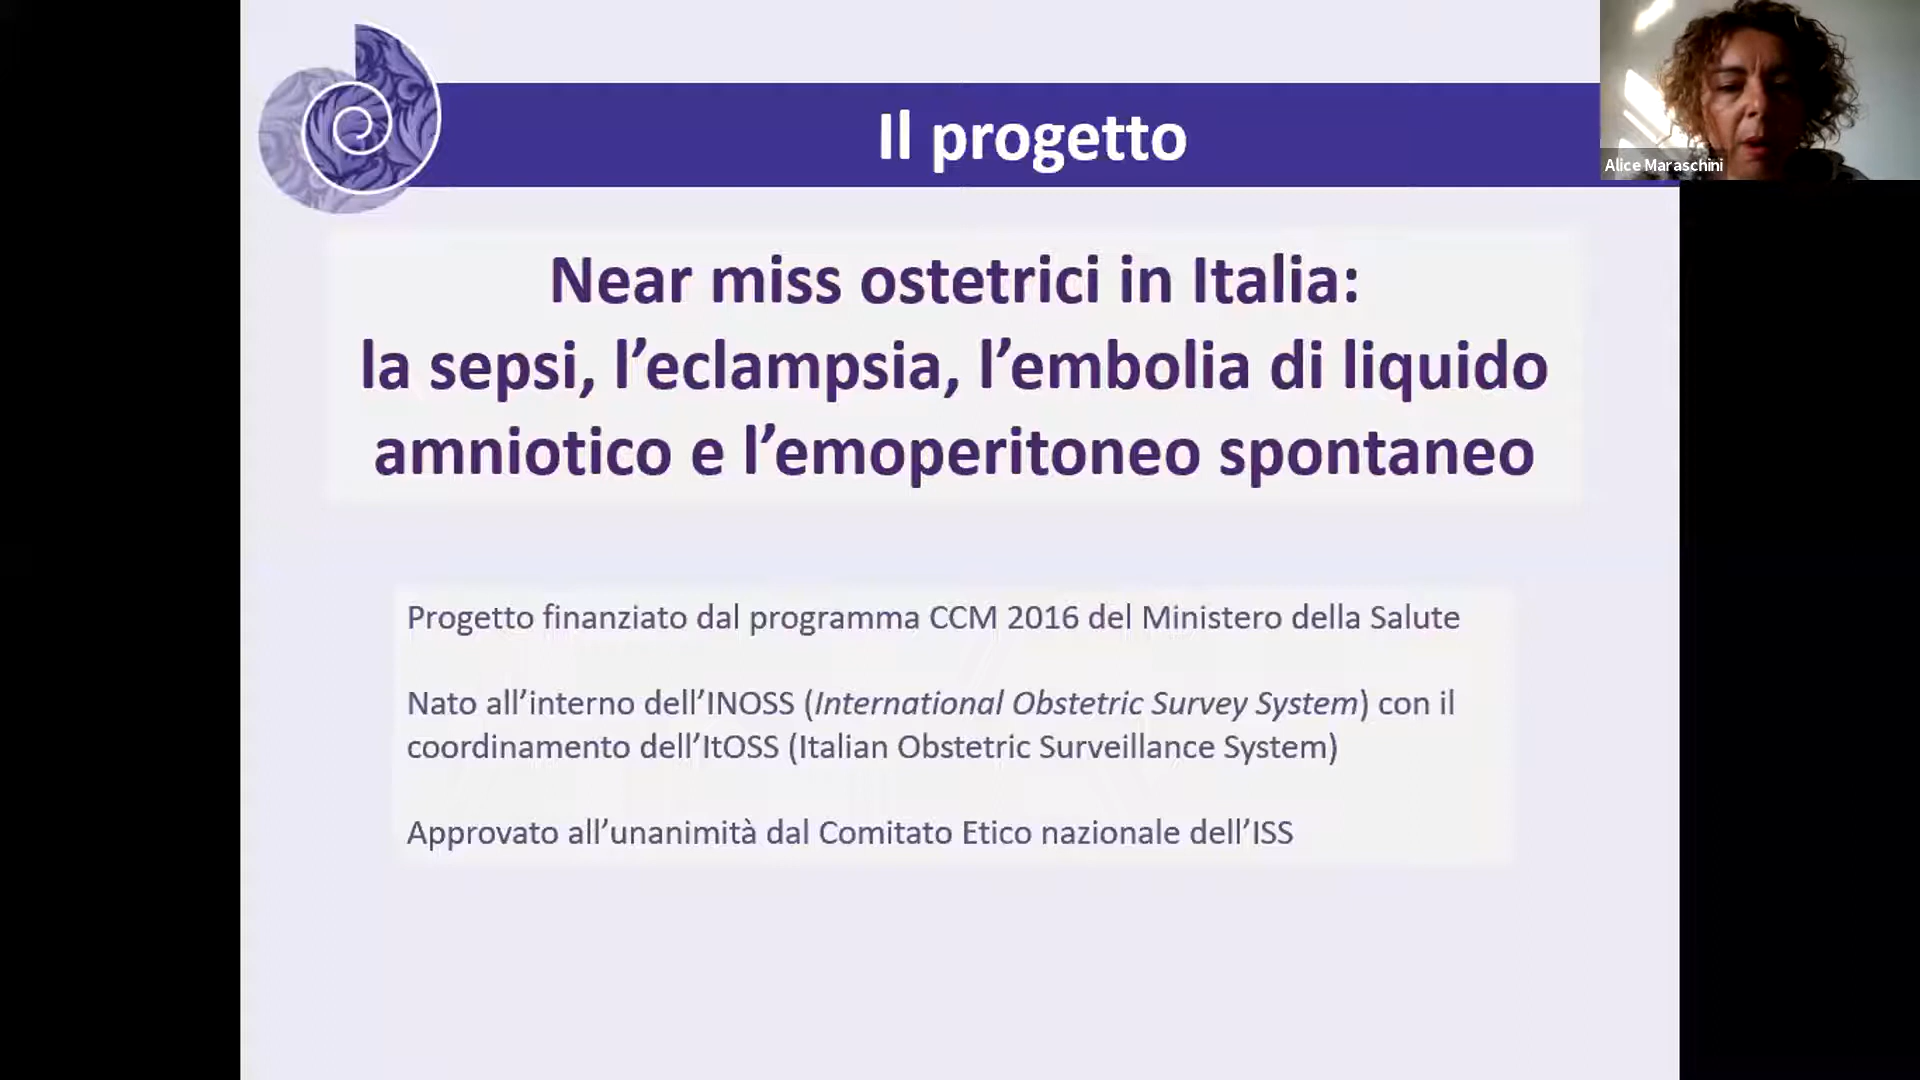 Il progetto
Alice Maraschini
Near miss ostetrici in Italia:
la sepsi, l’eclampsia, l’embolia di liquido
amniotico e l’emoperitoneo spontaneo
Progetto finanziato dal programma CCM 2016 del Ministero della Salute
Nato all’interno dell’INOSS (International Obstetric Survey System) con il
coordinamento dell’ItOSS (Italian Obstetric Surveillance System)
Approvato all’unanimità dal Comitato Etico nazionale dell’ISS